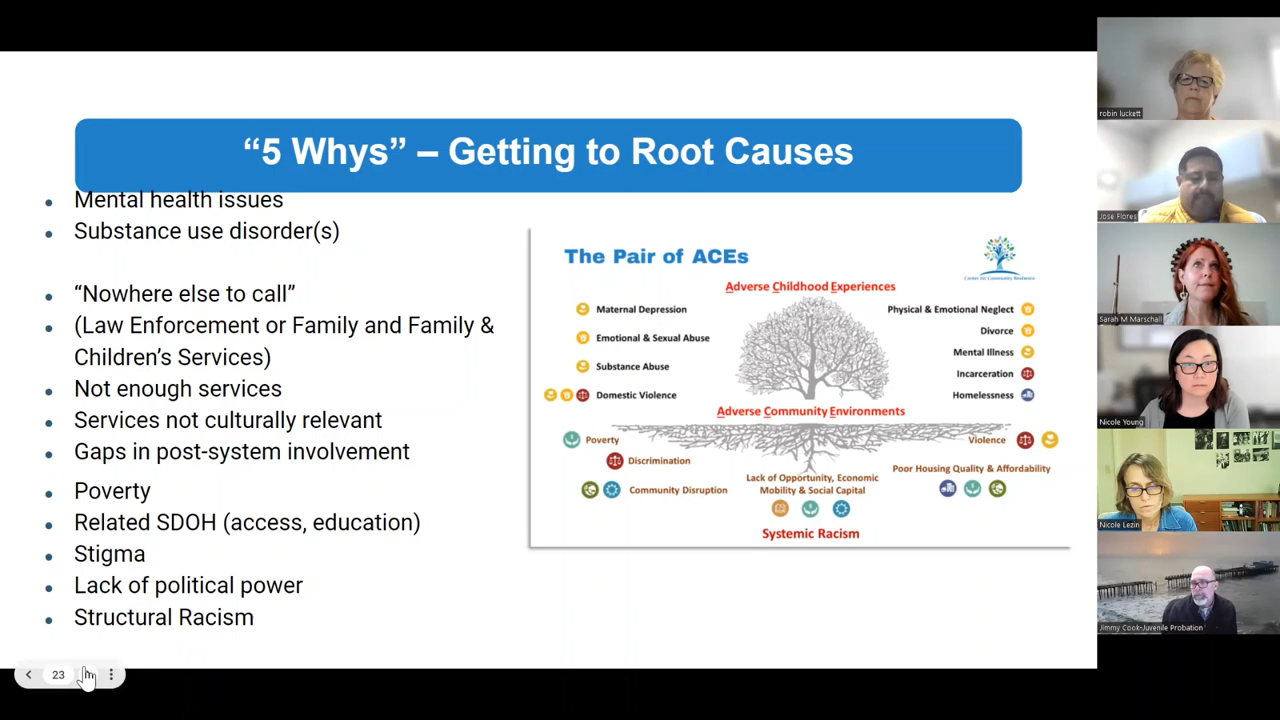 “5 Whys” – Getting to Root Causes
• Mental health issues
• Substance use disorder(s)
• “Nowhere else to call”
• (Law Enforcement or Family and Family &
Children’s Services)
• Not enough services
• Services not culturally relevant
• Gaps in post-system involvement
• Poverty
• Related SDOH (access, education)
• Stigma
• Lack of political power
• Structural Racism
The Pair of ACEs
Center for Community Resilience
Adverse Childhood Experiences
Maternal Depression
Emotional & Sexual Abuse
Substance Abuse
Domestic Violence
Physical & Emotional Neglect
Divorce
Mental Illness
Incarceration
Homelessness
Adverse Community Environments
Poverty
Discrimination
Community Disruption
Lack of Opportunity, Economic
Mobility & Social Capital
Violence
Poor Housing Quality & Affordability
Systemic Racism
23
robin luckett
Jose Flores
Sarah M Marschall
Nicole Young
Nicole Lezin
Jimmy Cook-Juvenile Probation